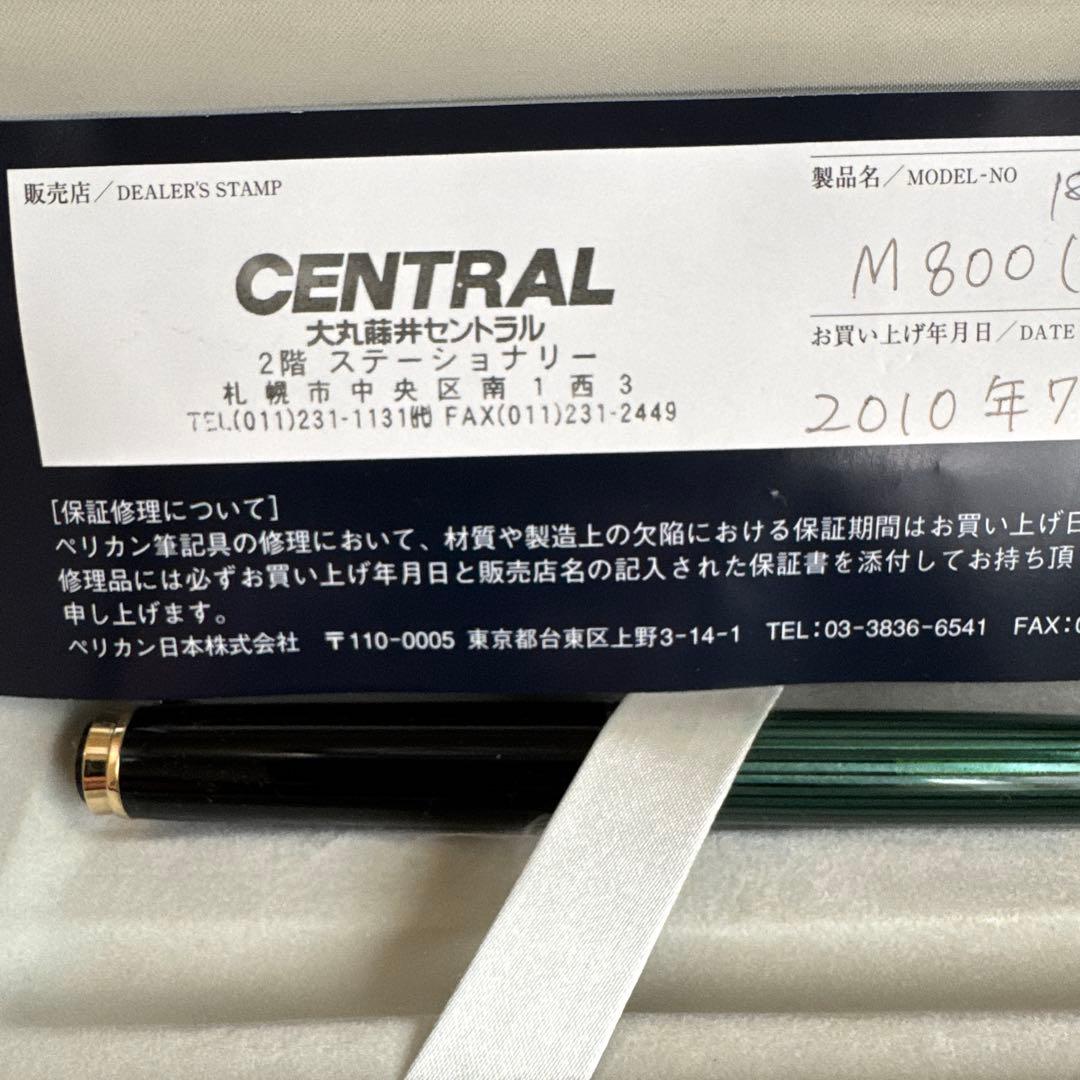 販売店／DEALER'S STAMP
CENTRAL
大丸藤井セントラル
2階 ステーショナリー
札幌市中央区南1西3
TEL(011)231-1131㈹ FAX(011)231-2449
製品名／MODEL-NO
18
M800(
お買い上げ年月日／DATE
2010年7
[保証修理について]
ペリカン筆記具の修理において、材質や製造上の欠陥における保証期間はお買い上げ日
修理品には必ずお買い上げ年月日と販売店名の記入された保証書を添付してお持ち頂
申し上げます。
ペリカン日本株式会社 〒110-0005 東京都台東区上野3-14-1 TEL:03-3836-6541 FAX:0